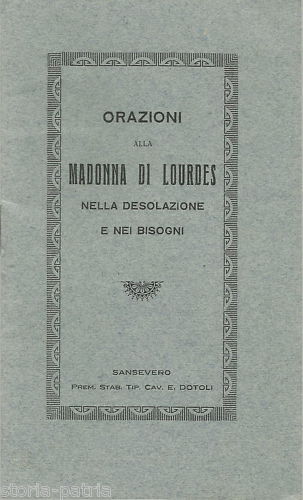 ORAZIONI
ALLA
MADONNA DI LOURDES
NELLA DESOLAZIONE
E NEI BISOGNI
SANSEVERO
PREM. STAB. TIP. CAV. E. DOTOLI
storia-patria